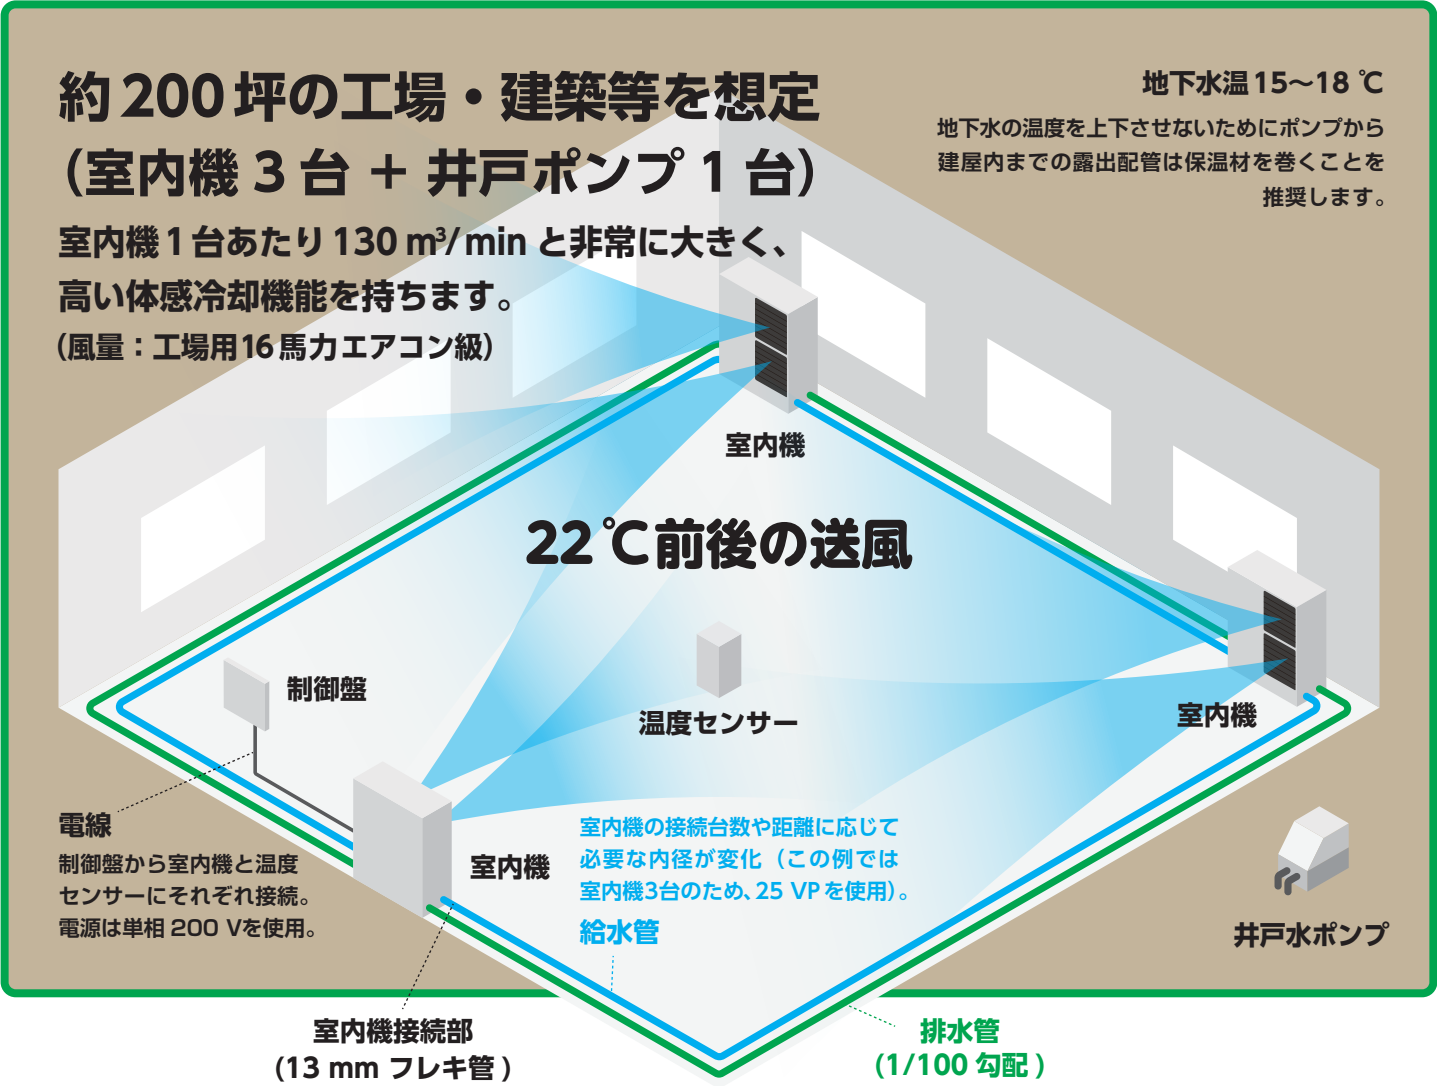 約200坪の工場・建築等を想定
（室内機 3 台 ＋ 井戸ポンプ 1 台）
室内機1台あたり130 m³/min と非常に大きく、
高い体感冷却機能を持ちます。
（風量：工場用16馬力エアコン級）
地下水温15〜18 ℃
地下水の温度を上下させないためにポンプから
建屋内までの露出配管は保温材を巻くことを
推奨します。
室内機
22℃前後の送風
制御盤
温度センサー
室内機
電線
制御盤から室内機と温度
センサーにそれぞれ接続。
電源は単相 200 Vを使用。
室内機
室内機の接続台数や距離に応じて
必要な内径が変化（この例では
室内機3台のため、25 VPを使用）。
給水管
井戸水ポンプ
室内機接続部
(13 mm フレキ管 )
排水管
(1/100 勾配 )